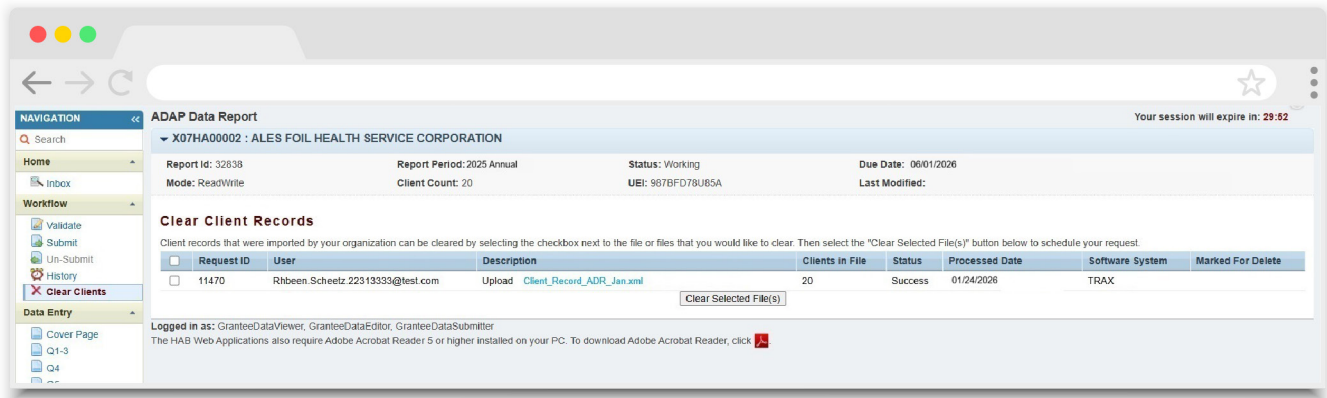 NAVIGATION «
Search
Home
Inbox
Workflow
Validate
Submit
Un-Submit
History
Clear Clients
Data Entry
Cover Page
Q1-3
Q4
ADAP Data Report
Your session will expire in: 29:52
X07HA00002 : ALES FOIL HEALTH SERVICE CORPORATION
Report Id: 32838 Report Period: 2025 Annual Status: Working Due Date: 06/01/2026
Mode: ReadWrite Client Count: 20 UEI: 987BFD78U85A Last Modified:
Clear Client Records
Client records that were imported by your organization can be cleared by selecting the checkbox next to the file or files that you would like to clear. Then select the "Clear Selected File(s)" button below to schedule your request.
Request ID User Description Clients in File Status Processed Date Software System Marked For Delete
11470 Rhbeen.Scheetz.22313333@test.com Upload Client_Record_ADR_Jan.xml 20 Success 01/24/2026 TRAX
Clear Selected File(s)
Logged in as: GranteeDataViewer, GranteeDataEditor, GranteeDataSubmitter
The HAB Web Applications also require Adobe Acrobat Reader 5 or higher installed on your PC. To download Adobe Acrobat Reader, click .